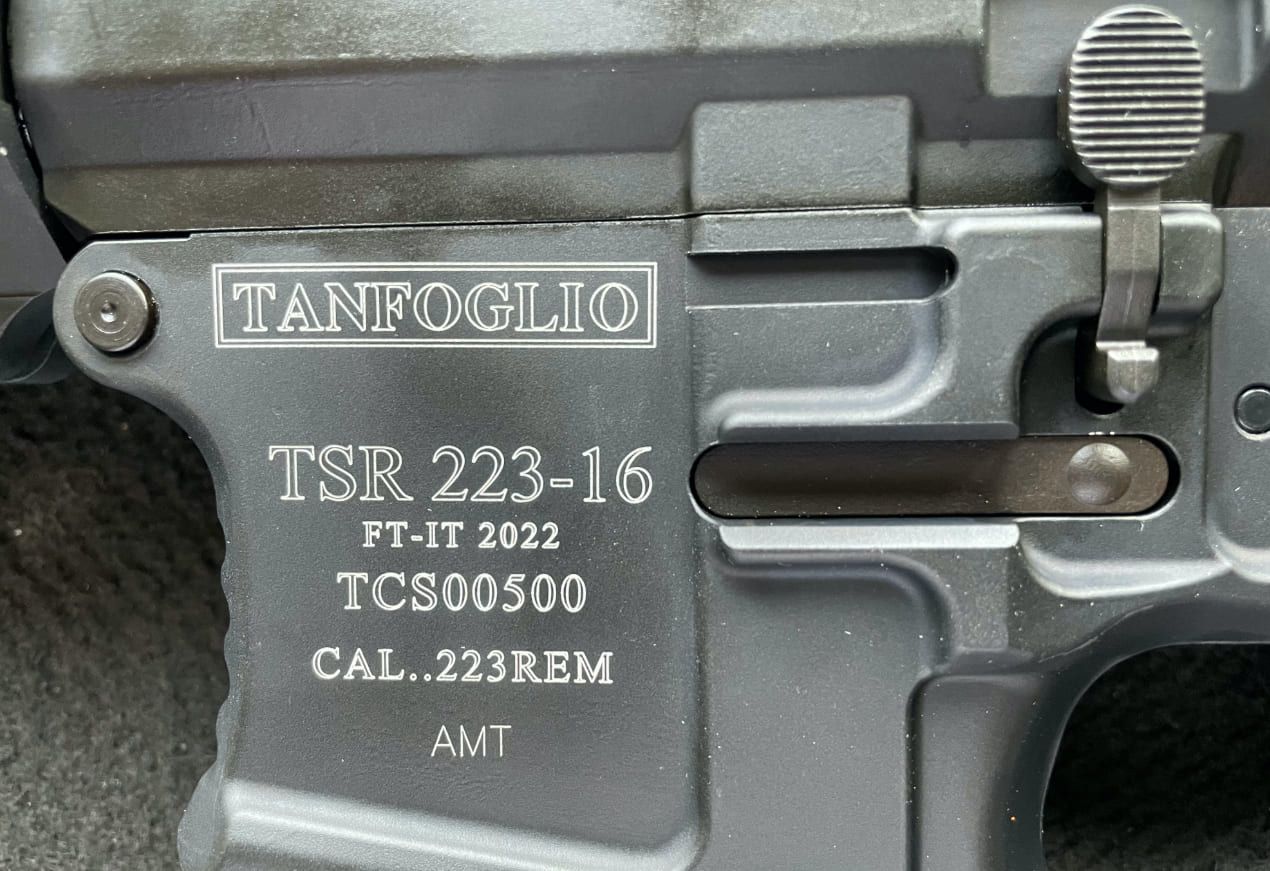 TANFOGLIO
TSR 223-16
FT-IT 2022
TCS00500
CAL..223REM
AMT